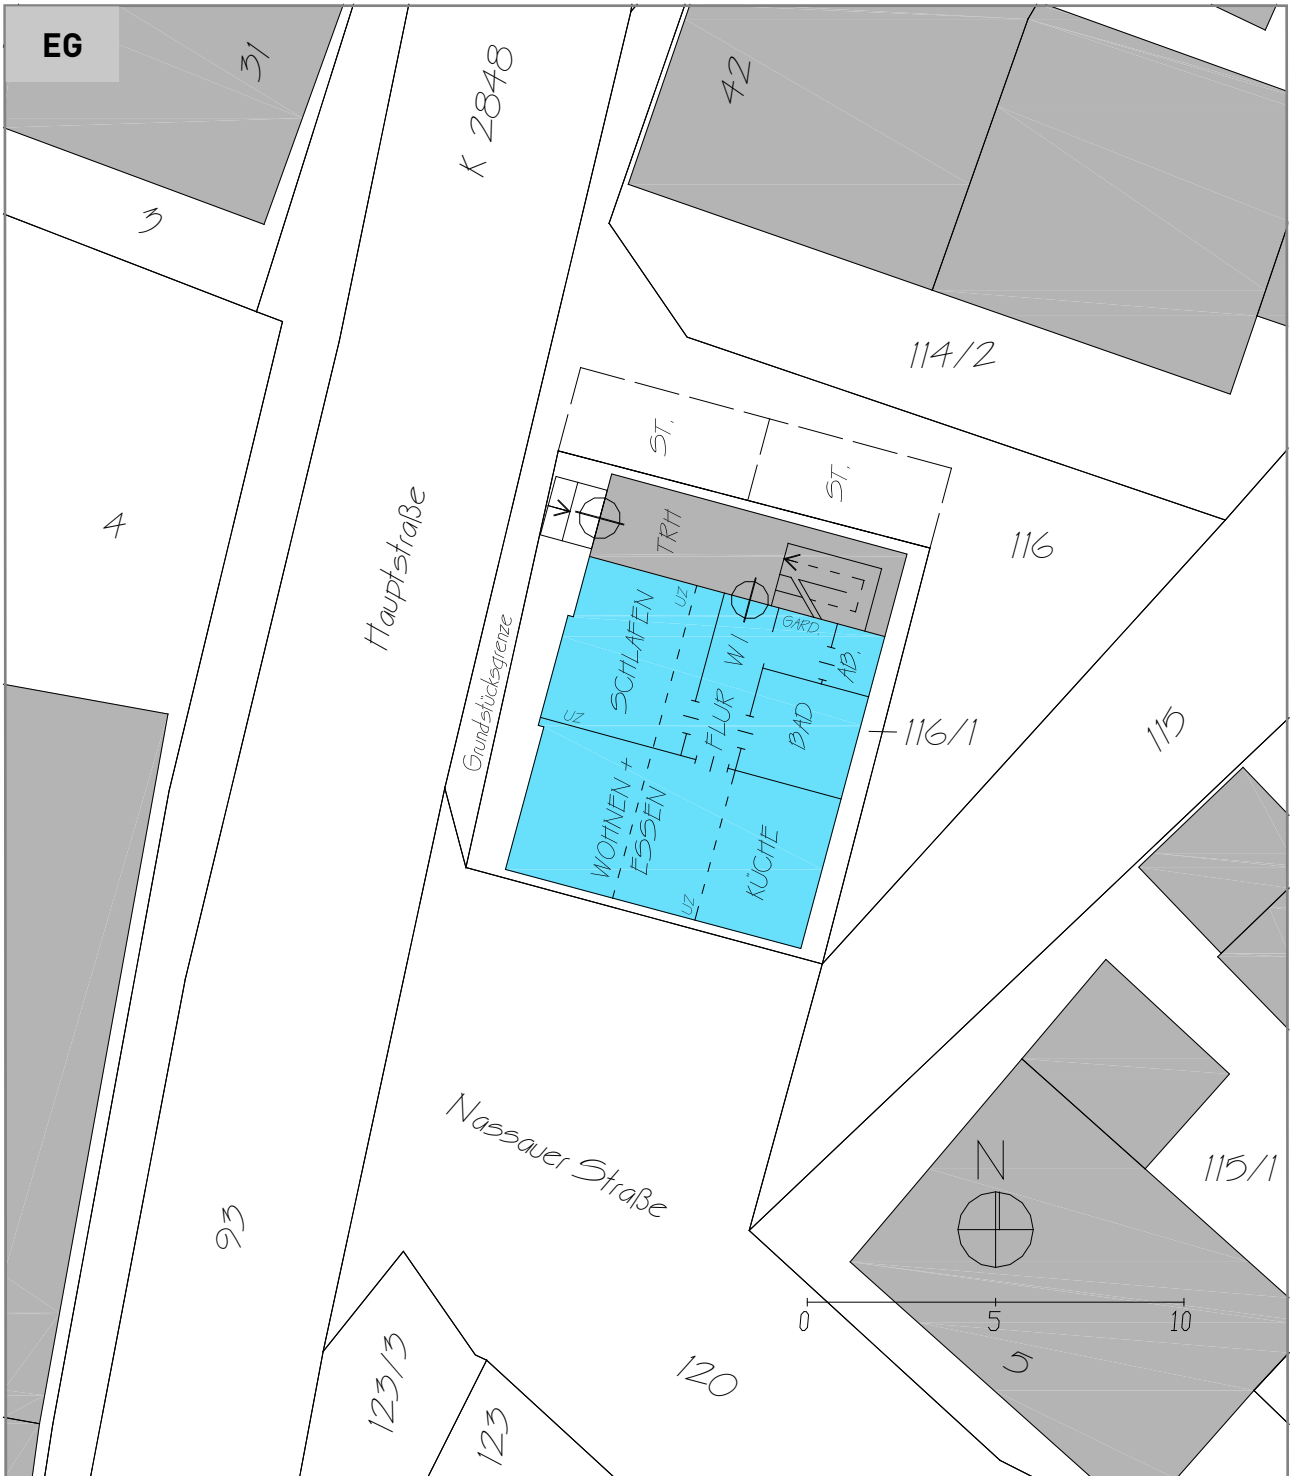 EG
31
K 2848
42
3
114/2
ST.
ST.
4
Hauptstraße
TRH
116
UZ
GARD.
SCHLAFEN
WI
AB.
Grundstücksgrenze
UZ
FLUR
BAD
116/1
115
WOHNEN +
ESSEN
KÜCHE
UZ
Nassauer Straße
N
115/1
93
0 5 10
5
123/3
120
123